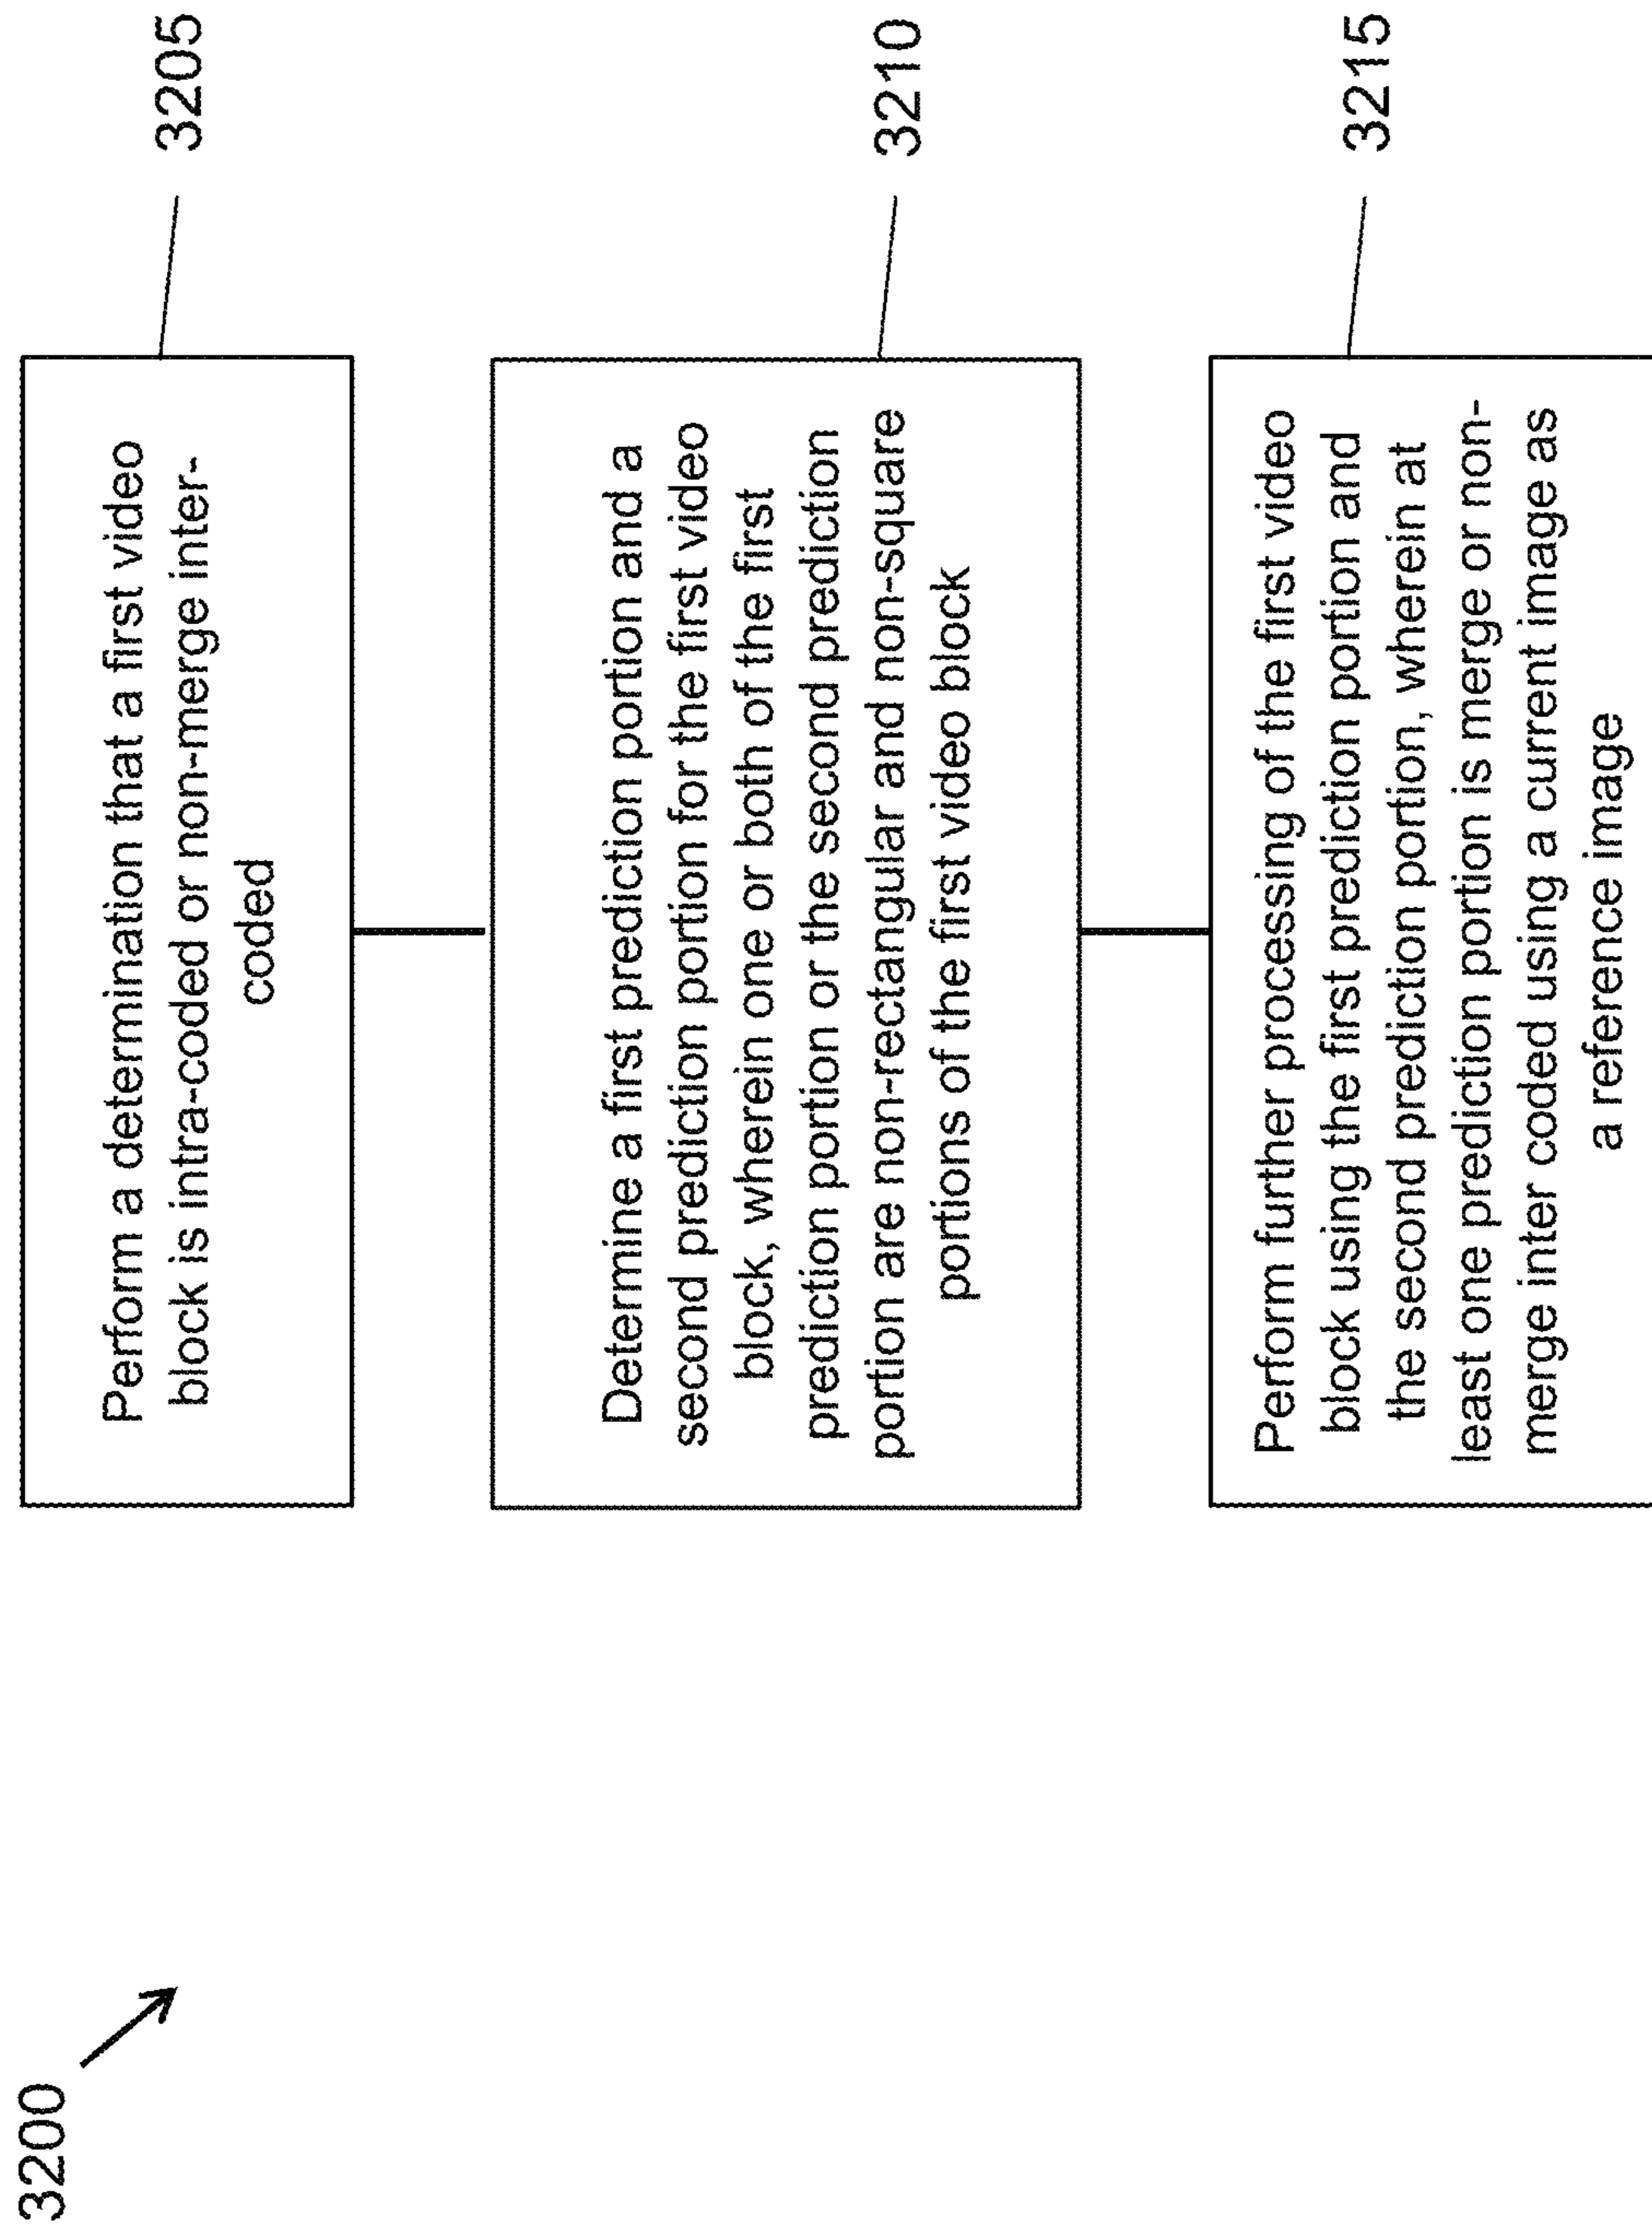 3200
Perform a determination that a first video
block is intra-coded or non-merge inter-
coded
3205
Determine a first prediction portion and a
second prediction portion for the first video
block, wherein one or both of the first
prediction portion or the second prediction
portion are non-rectangular and non-square
portions of the first video block
3210
Perform further processing of the first video
block using the first prediction portion and
the second prediction portion, wherein at
least one prediction portion is merge or non-
merge inter coded using a current image as
a reference image
3215